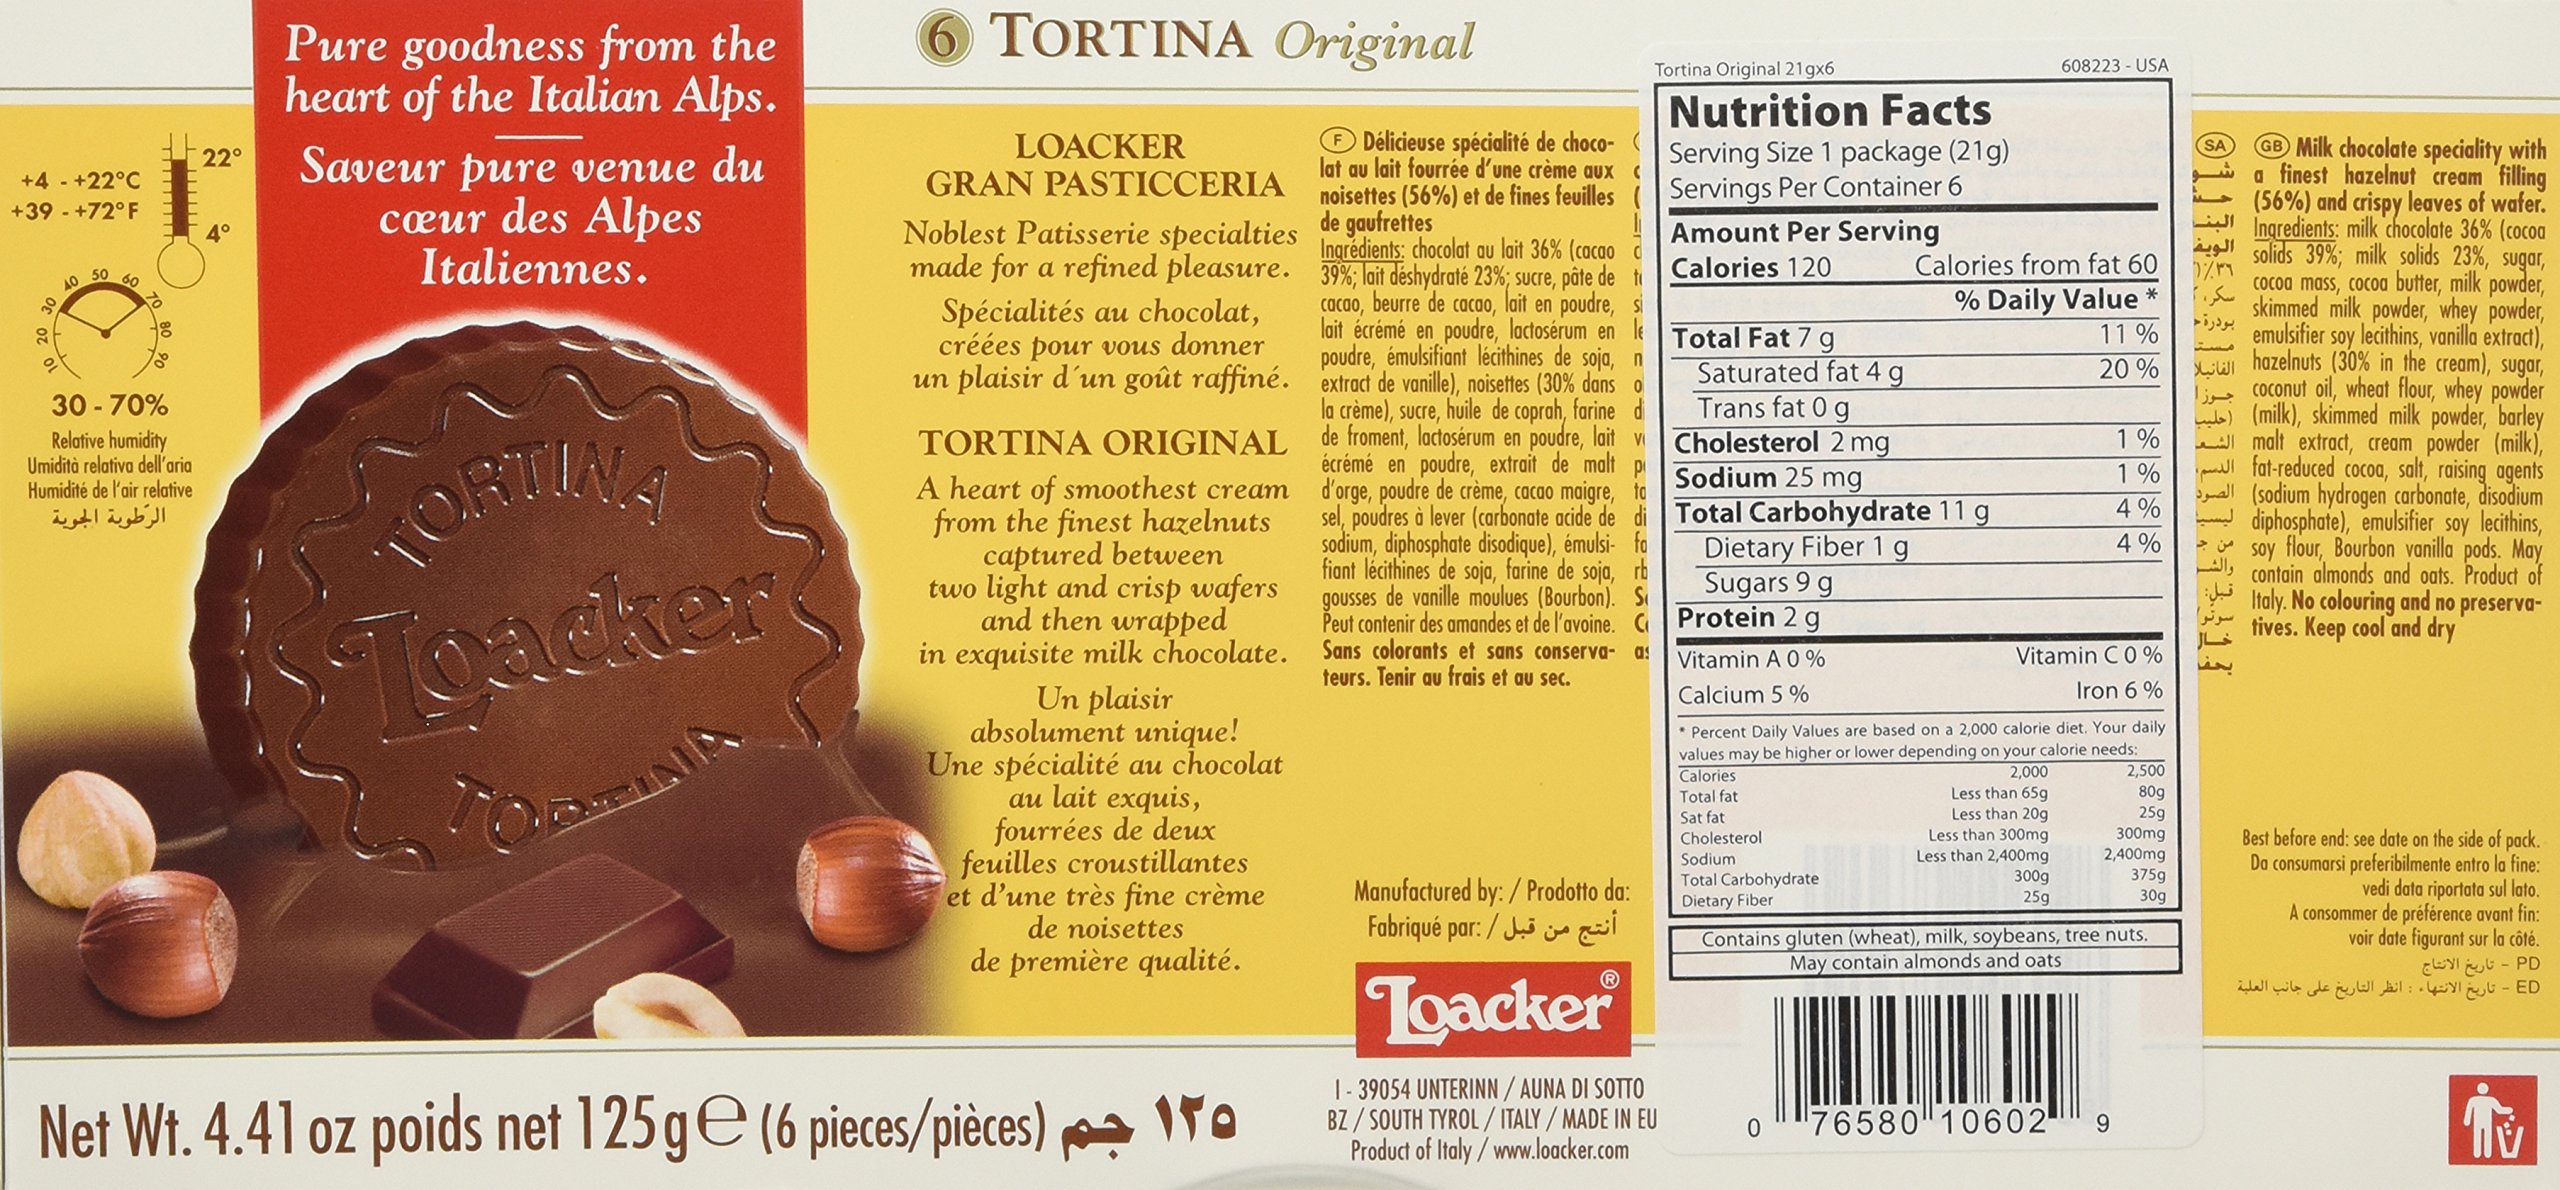 Pure goodness from the
heart of the Italian Alps.
Saveur pure venue du
cœur des Alpes
Italiennes.
+4 - +22°C
+39 - +72°F
22°
4°
10 20 30 40 50 60 70 80 90
30 - 70%
Relative humidity
Umidità relativa dell'aria
Humidité de l'air relative
الرّطوبة الجوية
TORTINA
Loacker
TORTINA
6 TORTINA Original
LOACKER
GRAN PASTICCERIA
Noblest Patisserie specialties
made for a refined pleasure.
Spécialités au chocolat,
créées pour vous donner
un plaisir d´un goût raffiné.
TORTINA ORIGINAL
A heart of smoothest cream
from the finest hazelnuts
captured between
two light and crisp wafers
and then wrapped
in exquisite milk chocolate.
Un plaisir
absolument unique!
Une spécialité au chocolat
au lait exquis,
fourrées de deux
feuilles croustillantes
et d'une très fine crème
de noisettes
de première qualité.
F Délicieuse spécialité de choco-
lat au lait fourrée d'une crème aux
noisettes (56%) et de fines feuilles
de gaufrettes
Ingrédients: chocolat au lait 36% (cacao
39%; lait déshydraté 23%; sucre, pâte de
cacao, beurre de cacao, lait en poudre,
lait écrémé en poudre, lactosérum en
poudre, émulsifiant lécithines de soja,
extract de vanille), noisettes (30% dans
la crème), sucre, huile de coprah, farine
de froment, lactosérum en poudre, lait
écrémé en poudre, extrait de malt
d'orge, poudre de crème, cacao maigre,
sel, poudres à lever (carbonate acide de
sodium, diphosphate disodique), émulsi-
fiant lécithines de soja, farine de soja,
gousses de vanille moulues (Bourbon).
Peut contenir des amandes et de l'avoine.
Sans colorants et sans conserva-
teurs. Tenir au frais et au sec.
Manufactured by: / Prodotto da:
Fabriqué par: / أنتج من قبل
Loacker®
I - 39054 UNTERINN / AUNA DI SOTTO
BZ / SOUTH TYROL / ITALY / MADE IN EU
Product of Italy / www.loacker.com
Tortina Original 21gx6 608223 - USA
Nutrition Facts
Serving Size 1 package (21g)
Servings Per Container 6
Amount Per Serving
Calories 120 Calories from fat 60
% Daily Value *
Total Fat 7 g 11 %
Saturated fat 4 g 20 %
Trans fat 0 g
Cholesterol 2 mg 1 %
Sodium 25 mg 1 %
Total Carbohydrate 11 g 4 %
Dietary Fiber 1 g 4 %
Sugars 9 g
Protein 2 g
Vitamin A 0 % Vitamin C 0 %
Calcium 5 % Iron 6 %
* Percent Daily Values are based on a 2,000 calorie diet. Your daily
values may be higher or lower depending on your calorie needs:
Calories 2,000 2,500
Total fat Less than 65g 80g
Sat fat Less than 20g 25g
Cholesterol Less than 300mg 300mg
Sodium Less than 2,400mg 2,400mg
Total Carbohydrate 300g 375g
Dietary Fiber 25g 30g
Contains gluten (wheat), milk, soybeans, tree nuts.
May contain almonds and oats
0 76580 10602 9
SA
GB Milk chocolate speciality with
a finest hazelnut cream filling
(56%) and crispy leaves of wafer.
Ingredients: milk chocolate 36% (cocoa
solids 39%; milk solids 23%, sugar,
cocoa mass, cocoa butter, milk powder,
skimmed milk powder, whey powder,
emulsifier soy lecithins, vanilla extract),
hazelnuts (30% in the cream), sugar,
coconut oil, wheat flour, whey powder
(milk), skimmed milk powder, barley
malt extract, cream powder (milk),
fat-reduced cocoa, salt, raising agents
(sodium hydrogen carbonate, disodium
diphosphate), emulsifier soy lecithins,
soy flour, Bourbon vanilla pods. May
contain almonds and oats. Product of
Italy. No colouring and no preserva-
tives. Keep cool and dry
Best before end: see date on the side of pack.
Da consumarsi preferibilmente entro la fine:
vedi data riportata sul lato.
A consommer de préférence avant fin:
voir date figurant sur la côté.
PD - تاريخ الانتاج
ED - تاريخ الانتهاء : انظر التاريخ على جانب العلبة
Net Wt. 4.41 oz poids net 125g e (6 pieces/pièces) ١٢٥ جم